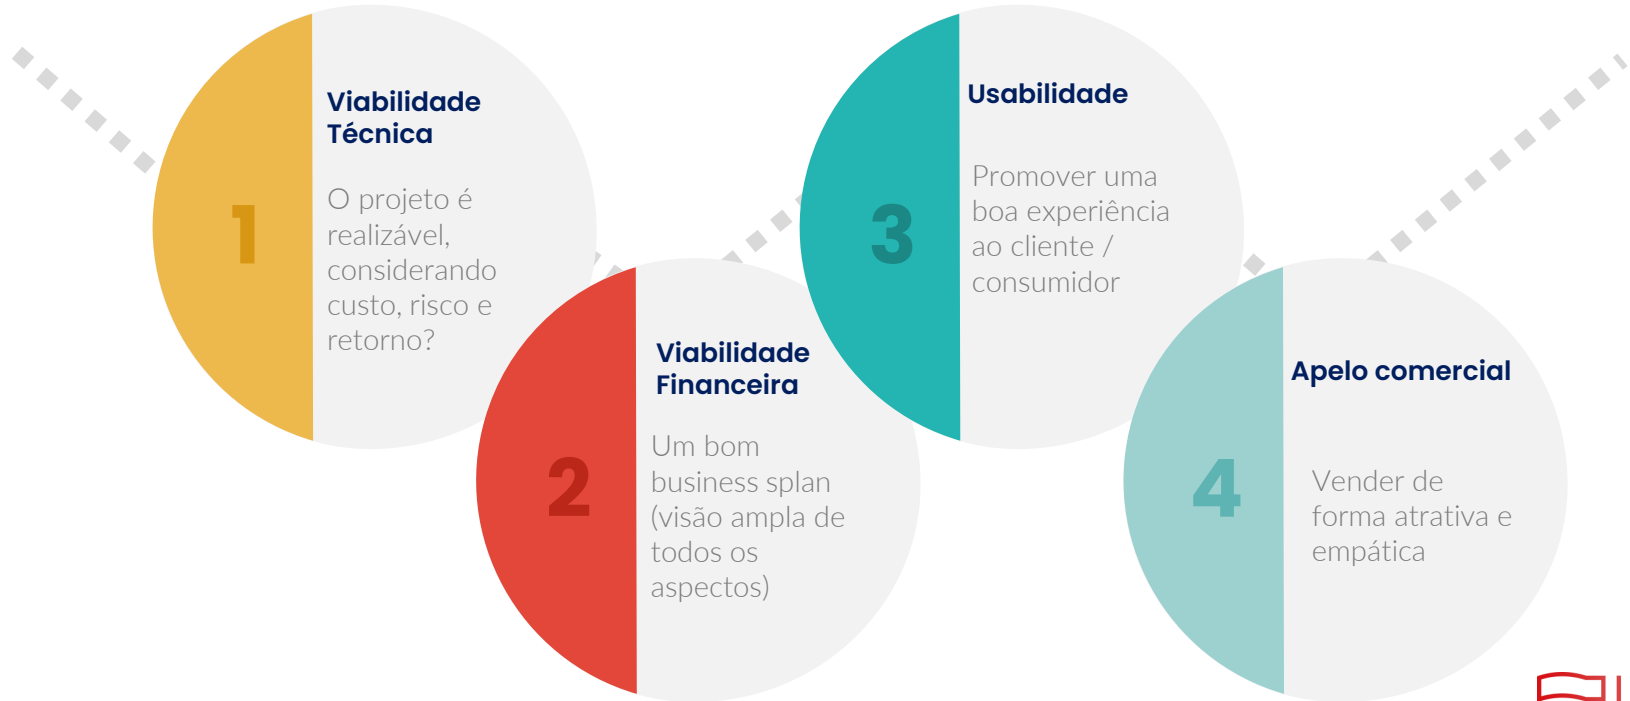 1
Viabilidade
Técnica
O projeto é
realizável,
considerando
custo, risco e
retorno?
2
Viabilidade
Financeira
Um bom
business splan
(visão ampla de
todos os
aspectos)
3
Usabilidade
Promover uma
boa experiência
ao cliente /
consumidor
4
Apelo comercial
Vender de
forma atrativa e
empática